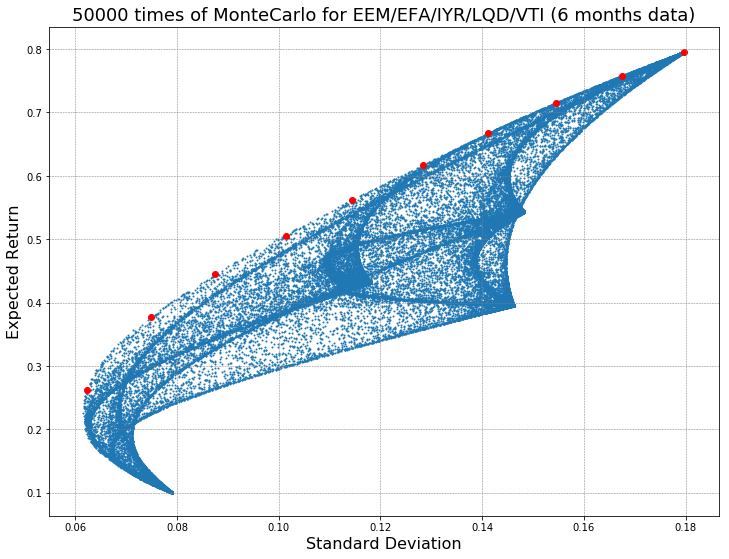 50000 times of MonteCarlo for EEM/EFA/IYR/LQD/VTI (6 months data)
Expected Return
0.8
0.7
0.6
0.5
0.4
0.3
0.2
0.1
0.06 0.08 0.10 0.12 0.14 0.16 0.18
Standard Deviation